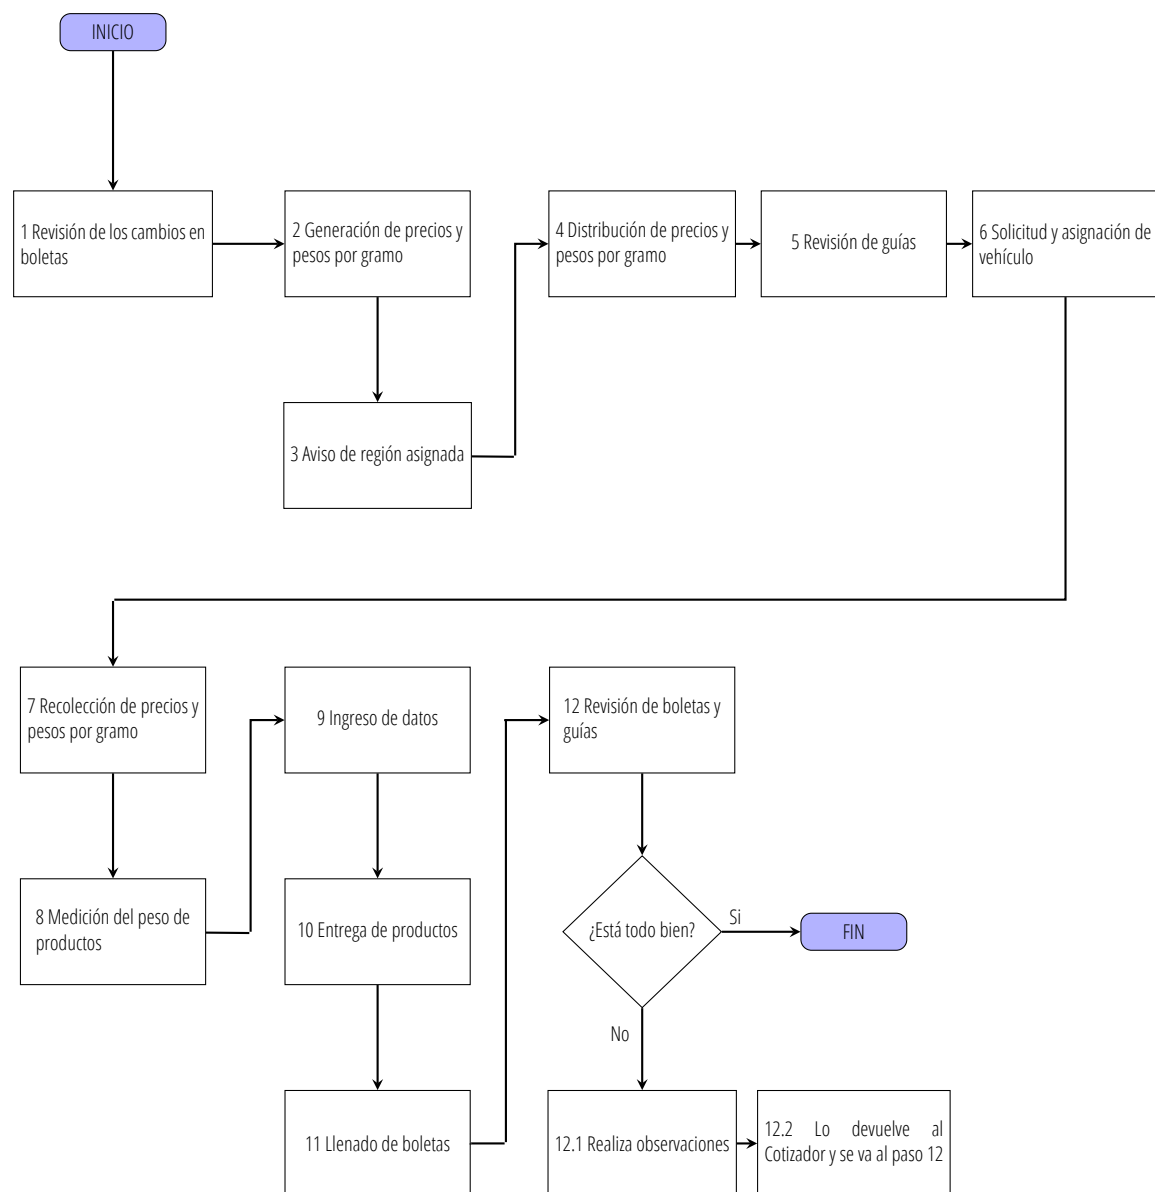 INICIO
1 Revisión de los cambios en
boletas
2 Generación de precios y
pesos por gramo
3 Aviso de región asignada
4 Distribución de precios y
pesos por gramo
5 Revisión de guías
6 Solicitud y asignación de
vehículo
7 Recolección de precios y
pesos por gramo
8 Medición del peso de
productos
9 Ingreso de datos
10 Entrega de productos
11 Llenado de boletas
12 Revisión de boletas y
guías
¿Está todo bien?
Si
FIN
No
12.1 Realiza observaciones
12.2 Lo devuelve al
Cotizador y se va al paso 12